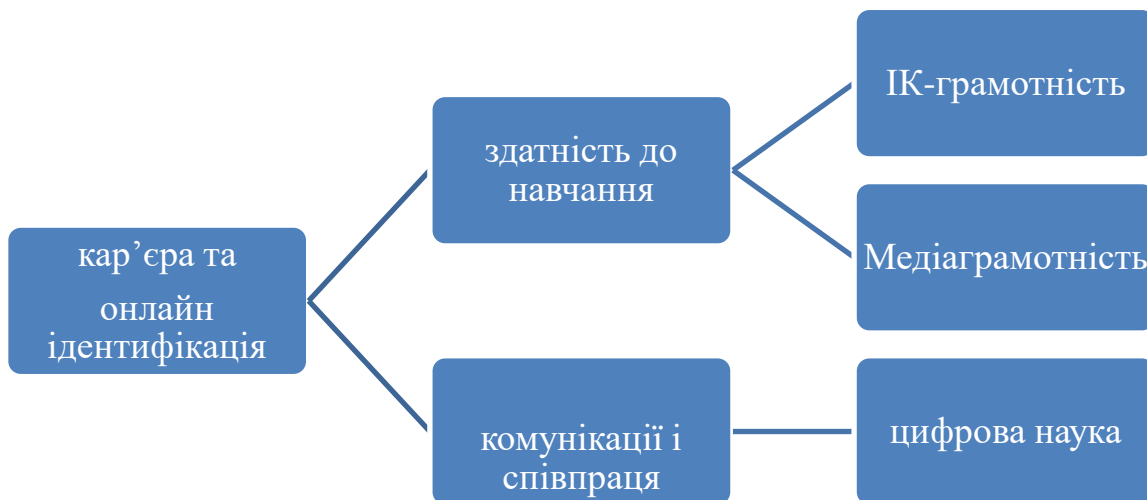 ІК-грамотність
здатність до
навчання
кар’єра та
онлайн
ідентифікація
Медіаграмотність
комунікації і
співпраця
цифрова наука